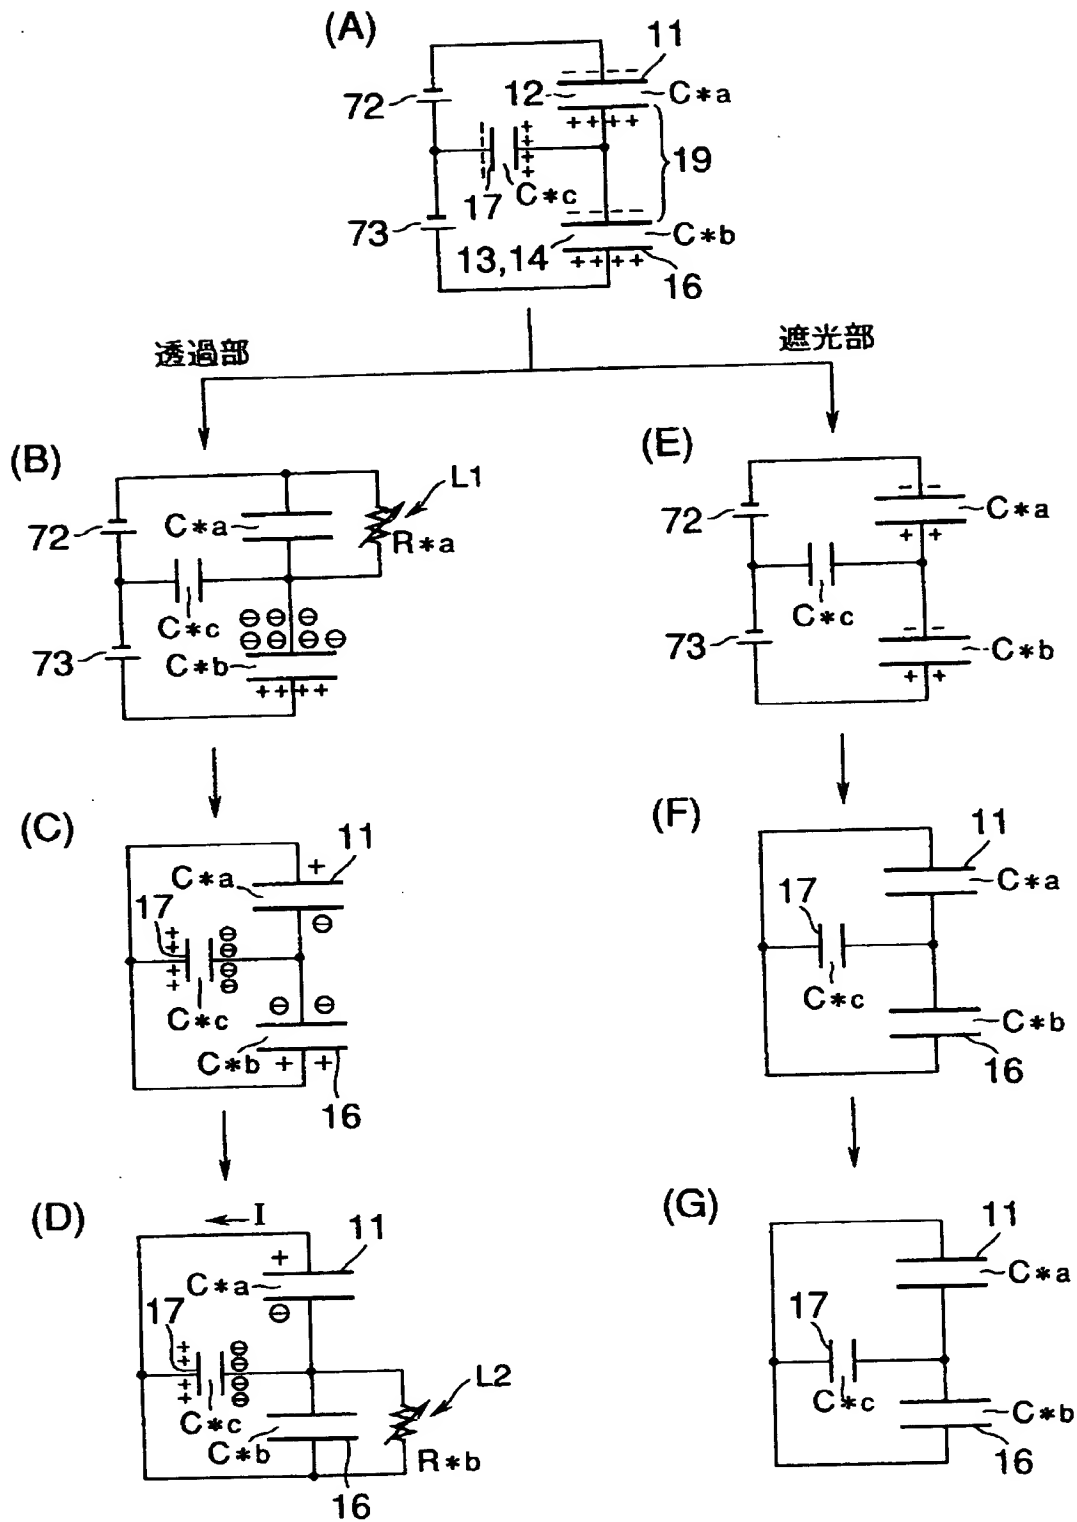 (A)
11
− − − −
72
12
C*a
+ + + +
+
+
+
+
19
17
C*c
− − − −
73
C*b
13,14
++++
16
透過部
遮光部
(B)
L1
72
C*a
R*a
C*c
⊖ ⊖ ⊖
⊖ ⊖ ⊖ ⊖
73
C*b
++++
(E)
− −
72
C*a
+ +
C*c
− −
73
C*b
+ +
(C)
11
+
C*a
17
⊖
+ ⊖
+ ⊖
+ ⊖
+ ⊖
⊖ ⊖
C*c
C*b
+ +
16
(F)
11
C*a
17
C*c
C*b
16
(D)
I
11
+
C*a
17
⊖
+ ⊖
+ ⊖
+ ⊖
+ ⊖
L2
C*c
C*b
R*b
16
(G)
11
C*a
17
C*c
C*b
16